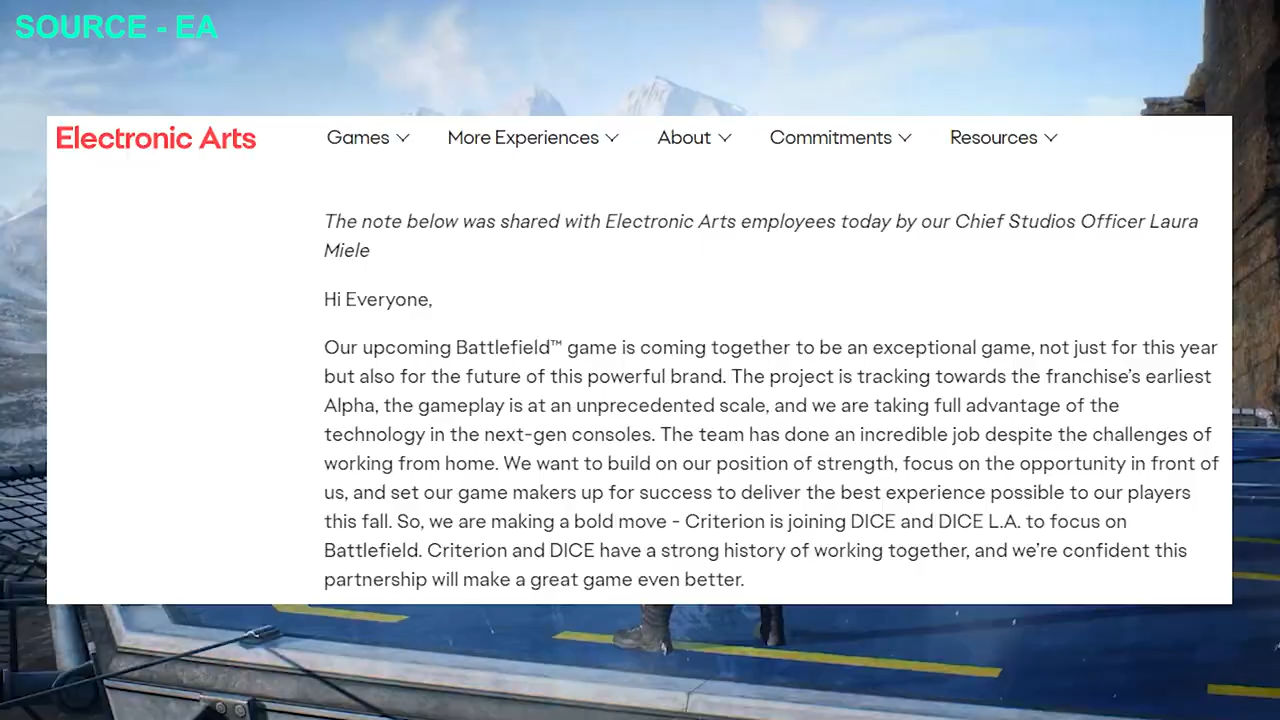 SOURCE - EA
Electronic Arts
Games More Experiences About Commitments Resources
The note below was shared with Electronic Arts employees today by our Chief Studios Officer Laura
Miele
Hi Everyone,
Our upcoming Battlefield™ game is coming together to be an exceptional game, not just for this year
but also for the future of this powerful brand. The project is tracking towards the franchise’s earliest
Alpha, the gameplay is at an unprecedented scale, and we are taking full advantage of the
technology in the next-gen consoles. The team has done an incredible job despite the challenges of
working from home. We want to build on our position of strength, focus on the opportunity in front of
us, and set our game makers up for success to deliver the best experience possible to our players
this fall. So, we are making a bold move - Criterion is joining DICE and DICE L.A. to focus on
Battlefield. Criterion and DICE have a strong history of working together, and we’re confident this
partnership will make a great game even better.